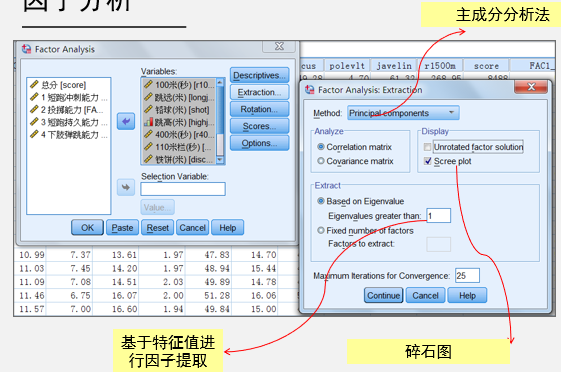 因子分析
主成分分析法
Factor Analysis
cus polevlt javelin r1500m score FAC1_
Variables:
总分 [score]
1 短跑冲刺能力
2 投掷能力 [FA...
3 短跑持久能力
4 下肢弹跳能力
100米(秒) [r10...
跳远(米) [longj...
铅球(米) [shot]
跳高(米) [highj...
400米(秒) [r40...
110米栏(秒) [...
铁饼(米) [disc...
Selection Variable:
Value...
Descriptives...
Extraction...
Rotation...
Scores...
Options...
OK Paste Reset Cancel Help
Factor Analysis: Extraction
Method: Principal components
Analyze
Correlation matrix
Covariance matrix
Display
Unrotated factor solution
Scree plot
Extract
Based on Eigenvalue
Eigenvalues greater than: 1
Fixed number of factors
Factors to extract:
Maximum Iterations for Convergence: 25
Continue Cancel Help
10.99 7.37 13.61 1.97 47.83 14.70
11.03 7.45 14.20 1.97 48.94 15.44
11.09 7.08 14.51 2.03 49.89 14.78
11.46 6.75 16.07 2.00 51.28 16.06
11.57 7.00 16.60 1.94 49.84 15.00
基于特征值进
行因子提取
碎石图